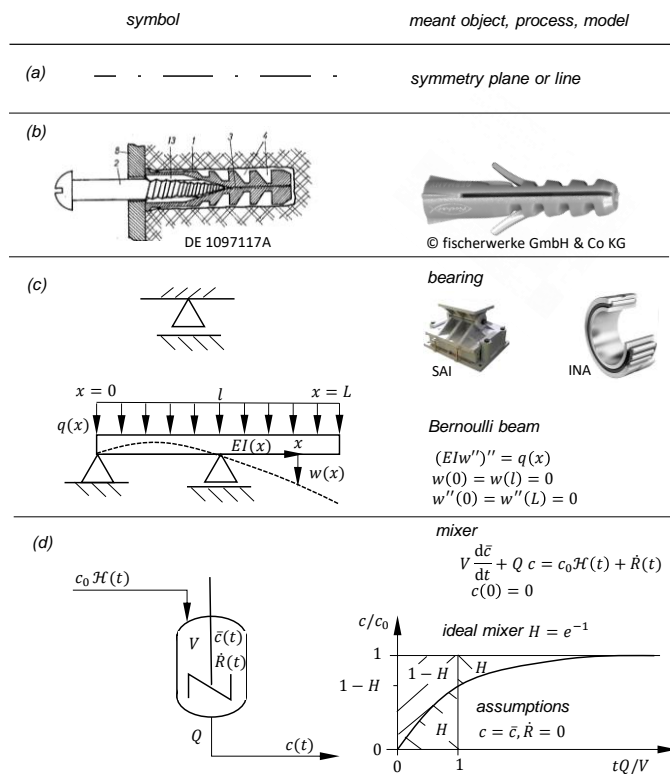 symbol meant object, process, model
(a) symmetry plane or line
(b)
8 13 1 3 4
2
DE 1097117A © fischerwerke GmbH & Co KG
(c) bearing
SAI INA
x = 0 l x = L
q(x)
EI(x) x
w(x)
Bernoulli beam
(EIw′′)′′ = q(x)
w(0) = w(l) = 0
w′′(0) = w′′(L) = 0
(d) mixer
V dc̄/dt + Q c = c₀ℋ(t) + Ṙ(t)
c(0) = 0
c₀ ℋ(t)
V c̄(t)
Ṙ(t)
Q
c(t)
c/c₀ ideal mixer H = e⁻¹
1
1 − H H
1 − H
assumptions
H c = c̄, Ṙ = 0
0
0 1 tQ/V